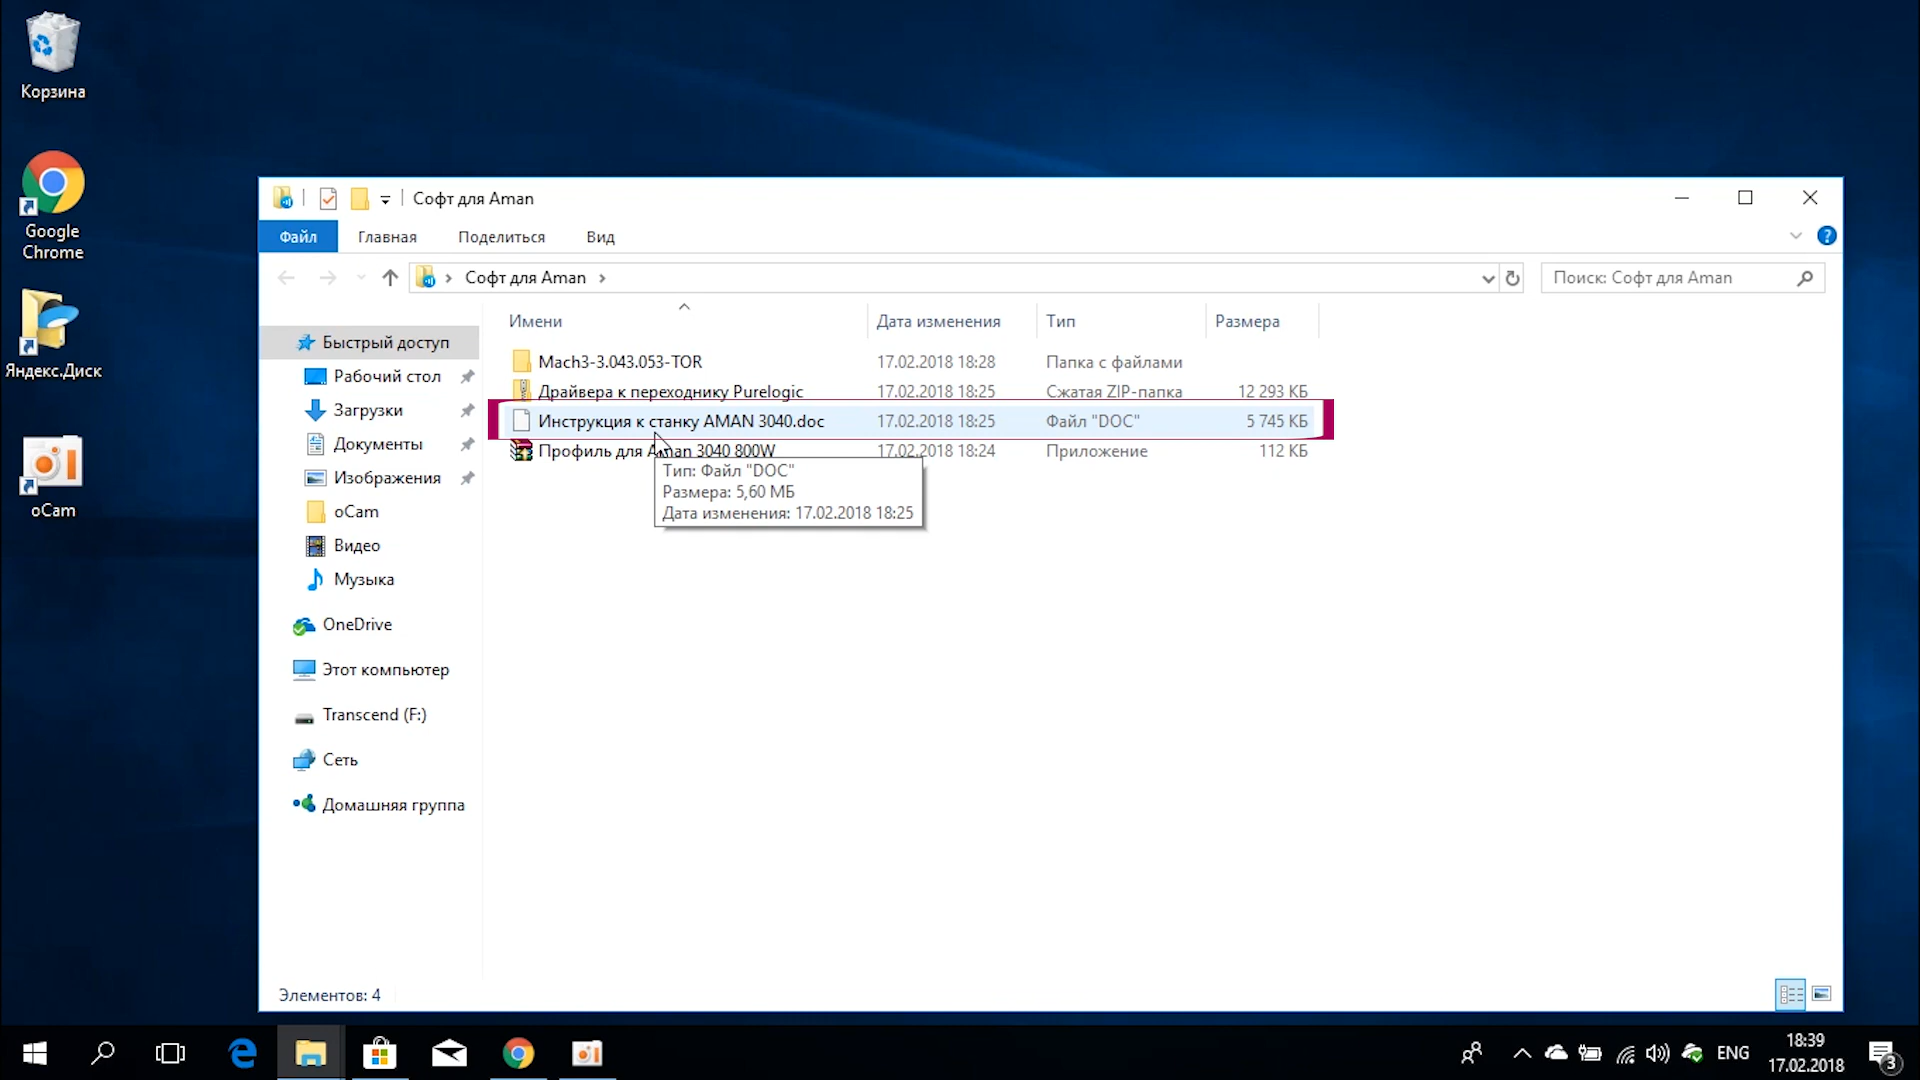 Корзина
Google
Chrome
Яндекс.Диск
oCam
Софт для Aman
Файл
Главная
Поделиться
Вид
Софт для Aman
Поиск: Софт для Aman
Имени
Дата изменения
Тип
Размера
Быстрый доступ
Рабочий стол
Загрузки
Документы
Изображения
oCam
Видео
Музыка
OneDrive
Этот компьютер
Transcend (F:)
Сеть
Домашняя группа
Mach3-3.043.053-TOR 17.02.2018 18:28 Папка с файлами
Драйвера к переходнику Purelogic 17.02.2018 18:25 Сжатая ZIP-папка 12 293 КБ
Инструкция к станку AMAN 3040.doc 17.02.2018 18:25 Файл "DOC" 5 745 КБ
Профиль для Aman 3040 800W 17.02.2018 18:24 Приложение 112 КБ
Тип: Файл "DOC"
Размера: 5,60 МБ
Дата изменения: 17.02.2018 18:25
Элементов: 4
ENG
18:39
17.02.2018
3